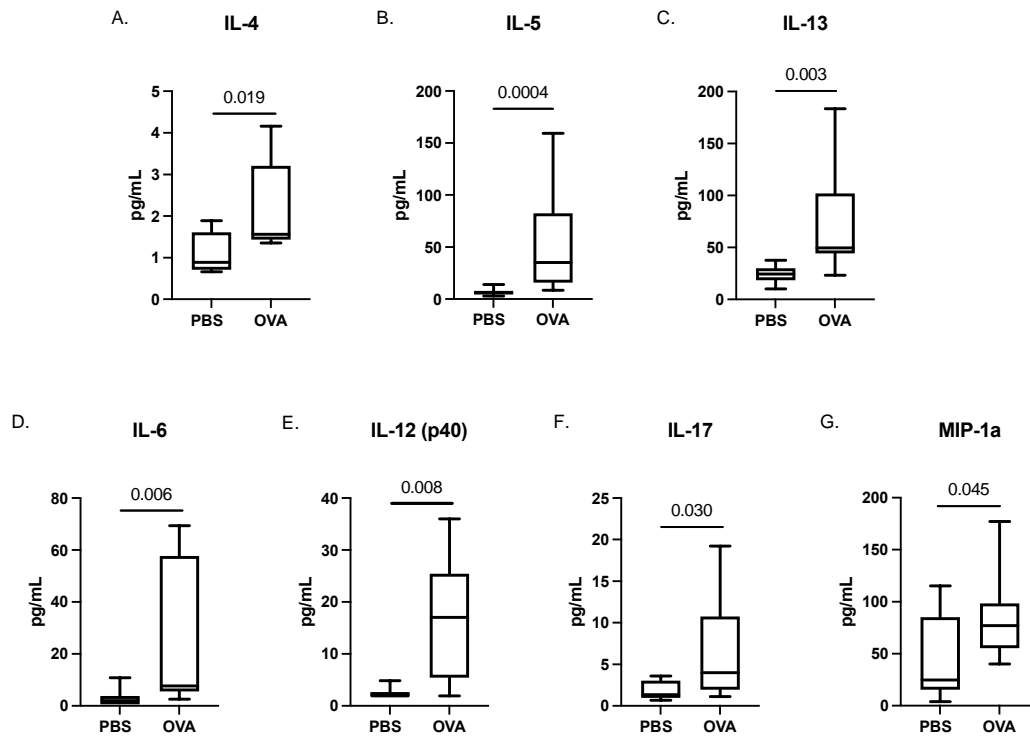 A.
IL-4
0.019
pg/mL
5
4
3
2
1
0
PBS
OVA
B.
IL-5
0.0004
pg/mL
200
150
100
50
0
PBS
OVA
C.
IL-13
0.003
pg/mL
200
150
100
50
0
PBS
OVA
D.
IL-6
0.006
pg/mL
80
60
40
20
0
PBS
OVA
E.
IL-12 (p40)
0.008
pg/mL
40
30
20
10
0
PBS
OVA
F.
IL-17
0.030
pg/mL
25
20
15
10
5
0
PBS
OVA
G.
MIP-1a
0.045
pg/mL
200
150
100
50
0
PBS
OVA